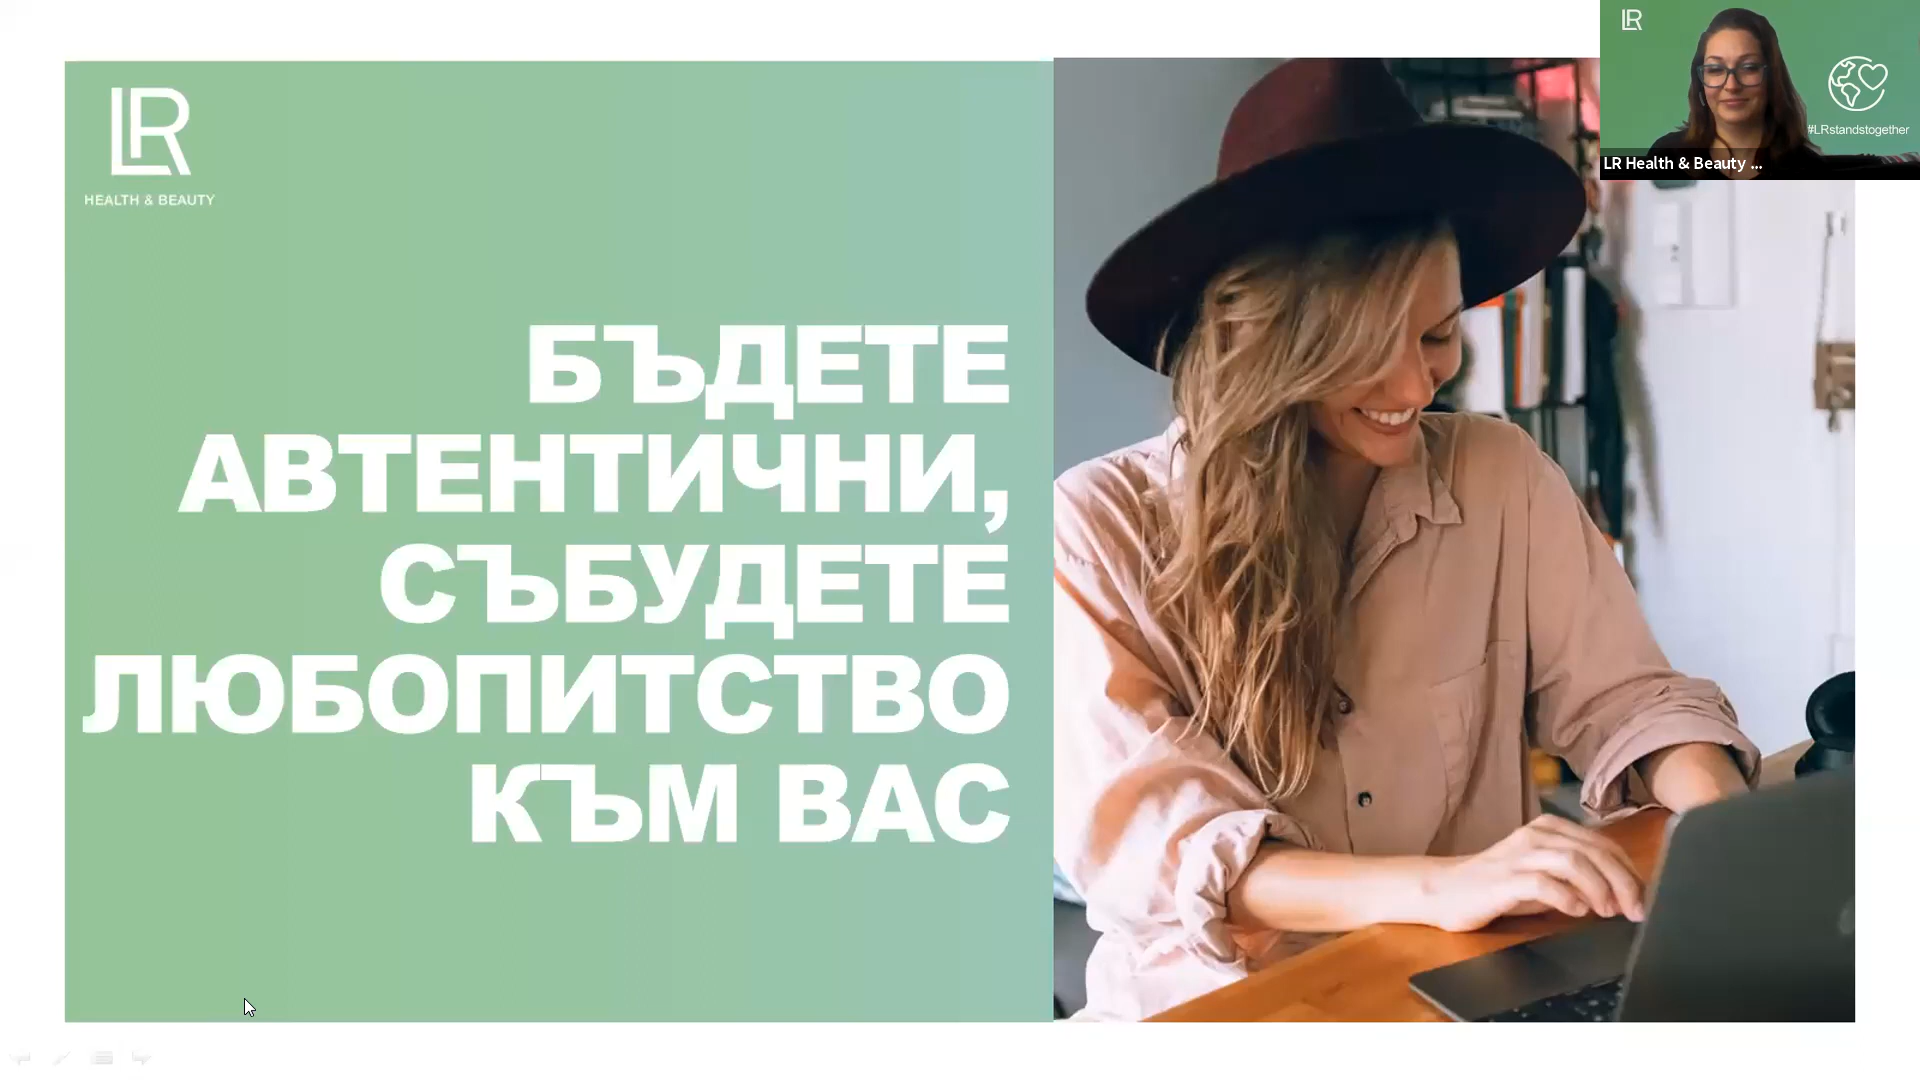 LR
HEALTH & BEAUTY
БЪДЕТЕ
АВТЕНТИЧНИ,
СЪБУДЕТЕ
ЛЮБОПИТСТВО
КЪМ ВАС
LR
#LRstandstogether
LR Health & Beauty ...